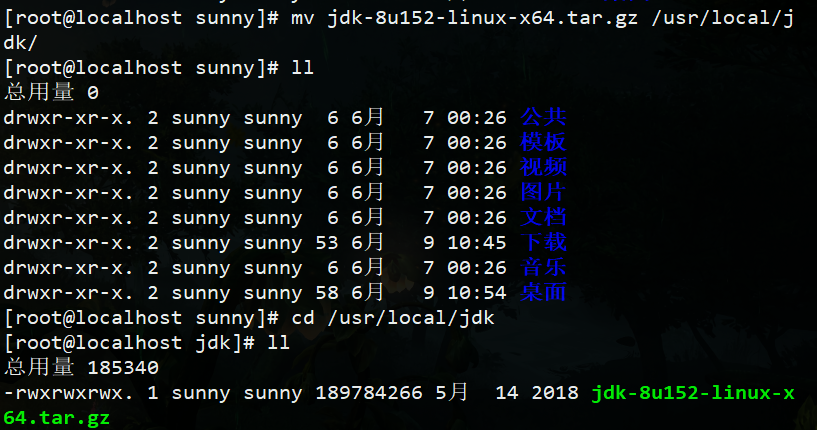 [root@localhost sunny]# mv jdk-8u152-linux-x64.tar.gz /usr/local/j
dk/
[root@localhost sunny]# ll
总用量 0
drwxr-xr-x. 2 sunny sunny  6 6月   7 00:26 公共
drwxr-xr-x. 2 sunny sunny  6 6月   7 00:26 模板
drwxr-xr-x. 2 sunny sunny  6 6月   7 00:26 视频
drwxr-xr-x. 2 sunny sunny  6 6月   7 00:26 图片
drwxr-xr-x. 2 sunny sunny  6 6月   7 00:26 文档
drwxr-xr-x. 2 sunny sunny 53 6月   9 10:45 下载
drwxr-xr-x. 2 sunny sunny  6 6月   7 00:26 音乐
drwxr-xr-x. 2 sunny sunny 58 6月   9 10:54 桌面
[root@localhost sunny]# cd /usr/local/jdk
[root@localhost jdk]# ll
总用量 185340
-rwxrwxrwx. 1 sunny sunny 189784266 5月  14 2018 jdk-8u152-linux-x
64.tar.gz